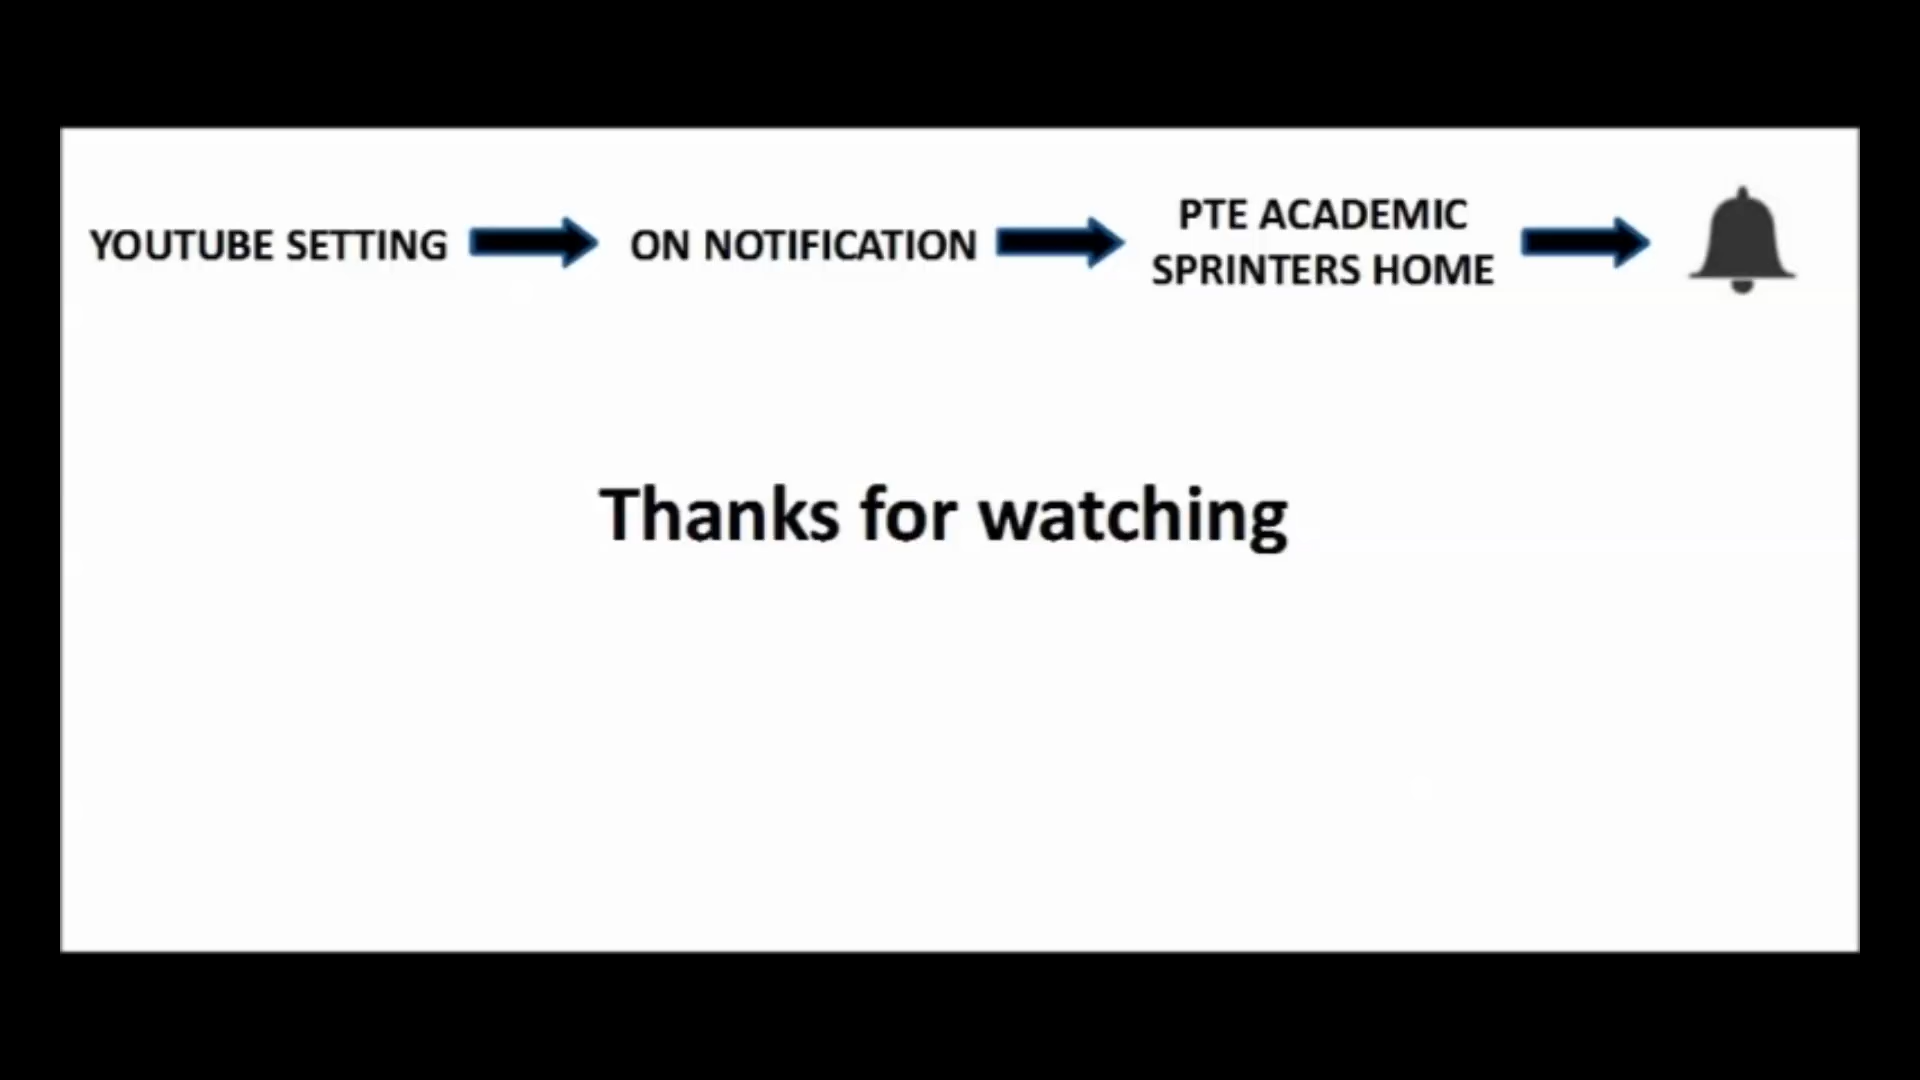 YOUTUBE SETTING
ON NOTIFICATION
PTE ACADEMIC
SPRINTERS HOME
Thanks for watching